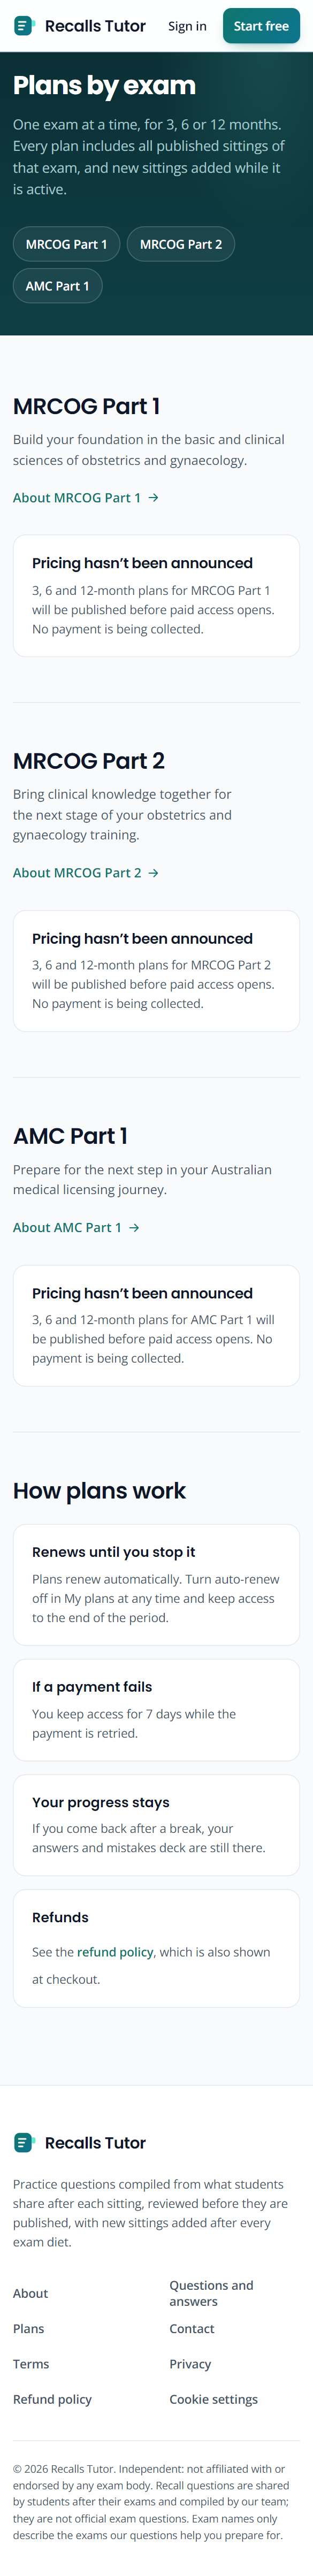 Recalls Tutor
Sign in
Start free
Plans by exam
One exam at a time, for 3, 6 or 12 months.
Every plan includes all published sittings of
that exam, and new sittings added while it
is active.
MRCOG Part 1
MRCOG Part 2
AMC Part 1
MRCOG Part 1
Build your foundation in the basic and clinical
sciences of obstetrics and gynaecology.
About MRCOG Part 1 →
Pricing hasn’t been announced
3, 6 and 12-month plans for MRCOG Part 1
will be published before paid access opens.
No payment is being collected.
MRCOG Part 2
Bring clinical knowledge together for
the next stage of your obstetrics and
gynaecology training.
About MRCOG Part 2 →
Pricing hasn’t been announced
3, 6 and 12-month plans for MRCOG Part 2
will be published before paid access opens.
No payment is being collected.
AMC Part 1
Prepare for the next step in your Australian
medical licensing journey.
About AMC Part 1 →
Pricing hasn’t been announced
3, 6 and 12-month plans for AMC Part 1 will
be published before paid access opens. No
payment is being collected.
How plans work
Renews until you stop it
Plans renew automatically. Turn auto-renew
off in My plans at any time and keep access
to the end of the period.
If a payment fails
You keep access for 7 days while the
payment is retried.
Your progress stays
If you come back after a break, your
answers and mistakes deck are still there.
Refunds
See the refund policy, which is also shown
at checkout.
Recalls Tutor
Practice questions compiled from what students
share after each sitting, reviewed before they are
published, with new sittings added after every
exam diet.
About
Questions and
answers
Plans
Contact
Terms
Privacy
Refund policy
Cookie settings
© 2026 Recalls Tutor. Independent: not affiliated with or
endorsed by any exam body. Recall questions are shared
by students after their exams and compiled by our team;
they are not official exam questions. Exam names only
describe the exams our questions help you prepare for.